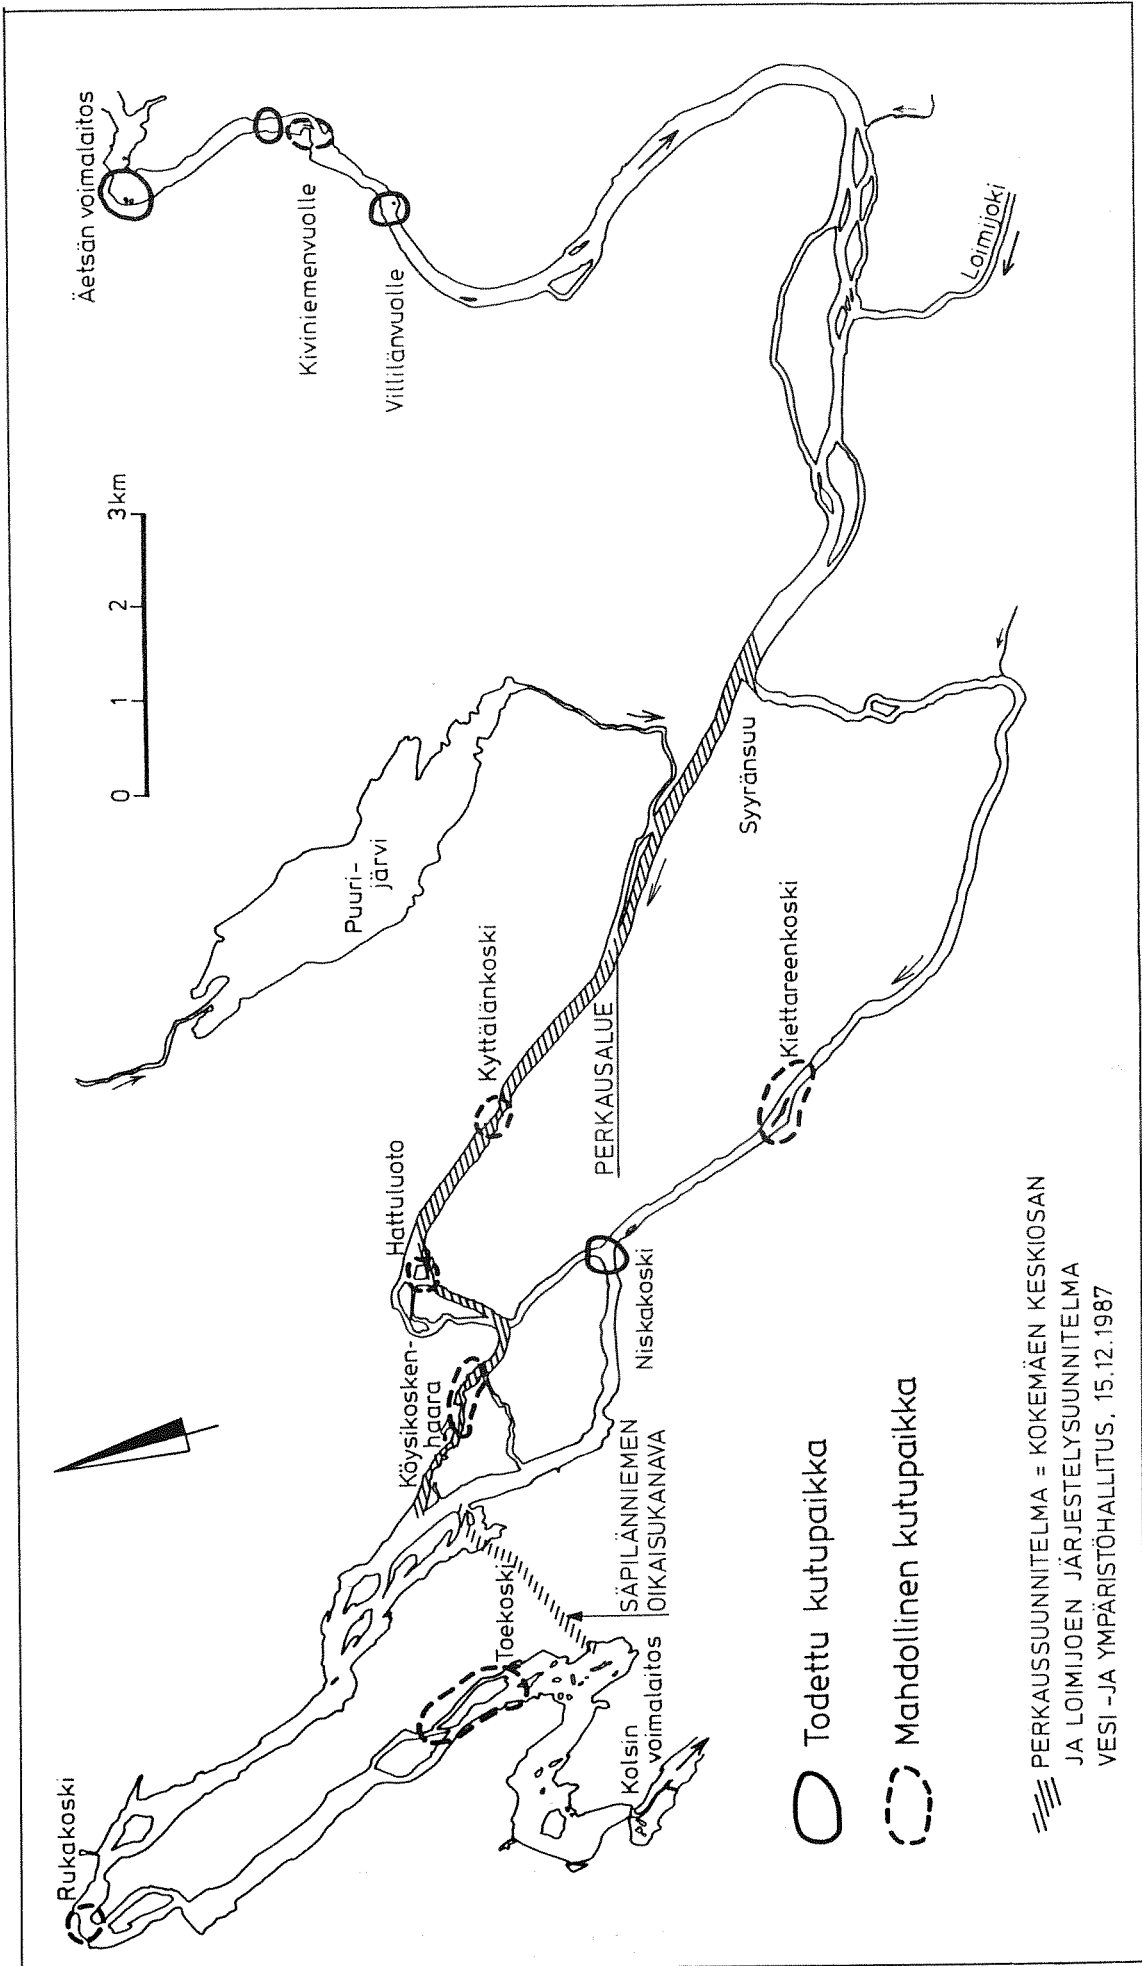 Äetsän voimalaitos
Kiviniemenvuolle
Villilänvuolle
Loimijoki
0 1 2 3 km
Puuri-
järvi
Syyränsuu
Kyttälänkoski
PERKAUSALUE
Kiettareenkoski
Hattuluoto
Niskakoski
Köysikosken-
haara
SÄPILÄNNIEMEN
OIKAISUKANAVA
Toekoski
Kolsin
voimalaitos
Rukakoski
Todettu kutupaikka
Mahdollinen kutupaikka
PERKAUSSUUNNITELMA = KOKEMÄEN KESKIOSAN
JA LOIMIJOEN JÄRJESTELYSUUNNITELMA
VESI-JA YMPÄRISTÖHALLITUS, 15.12.1987